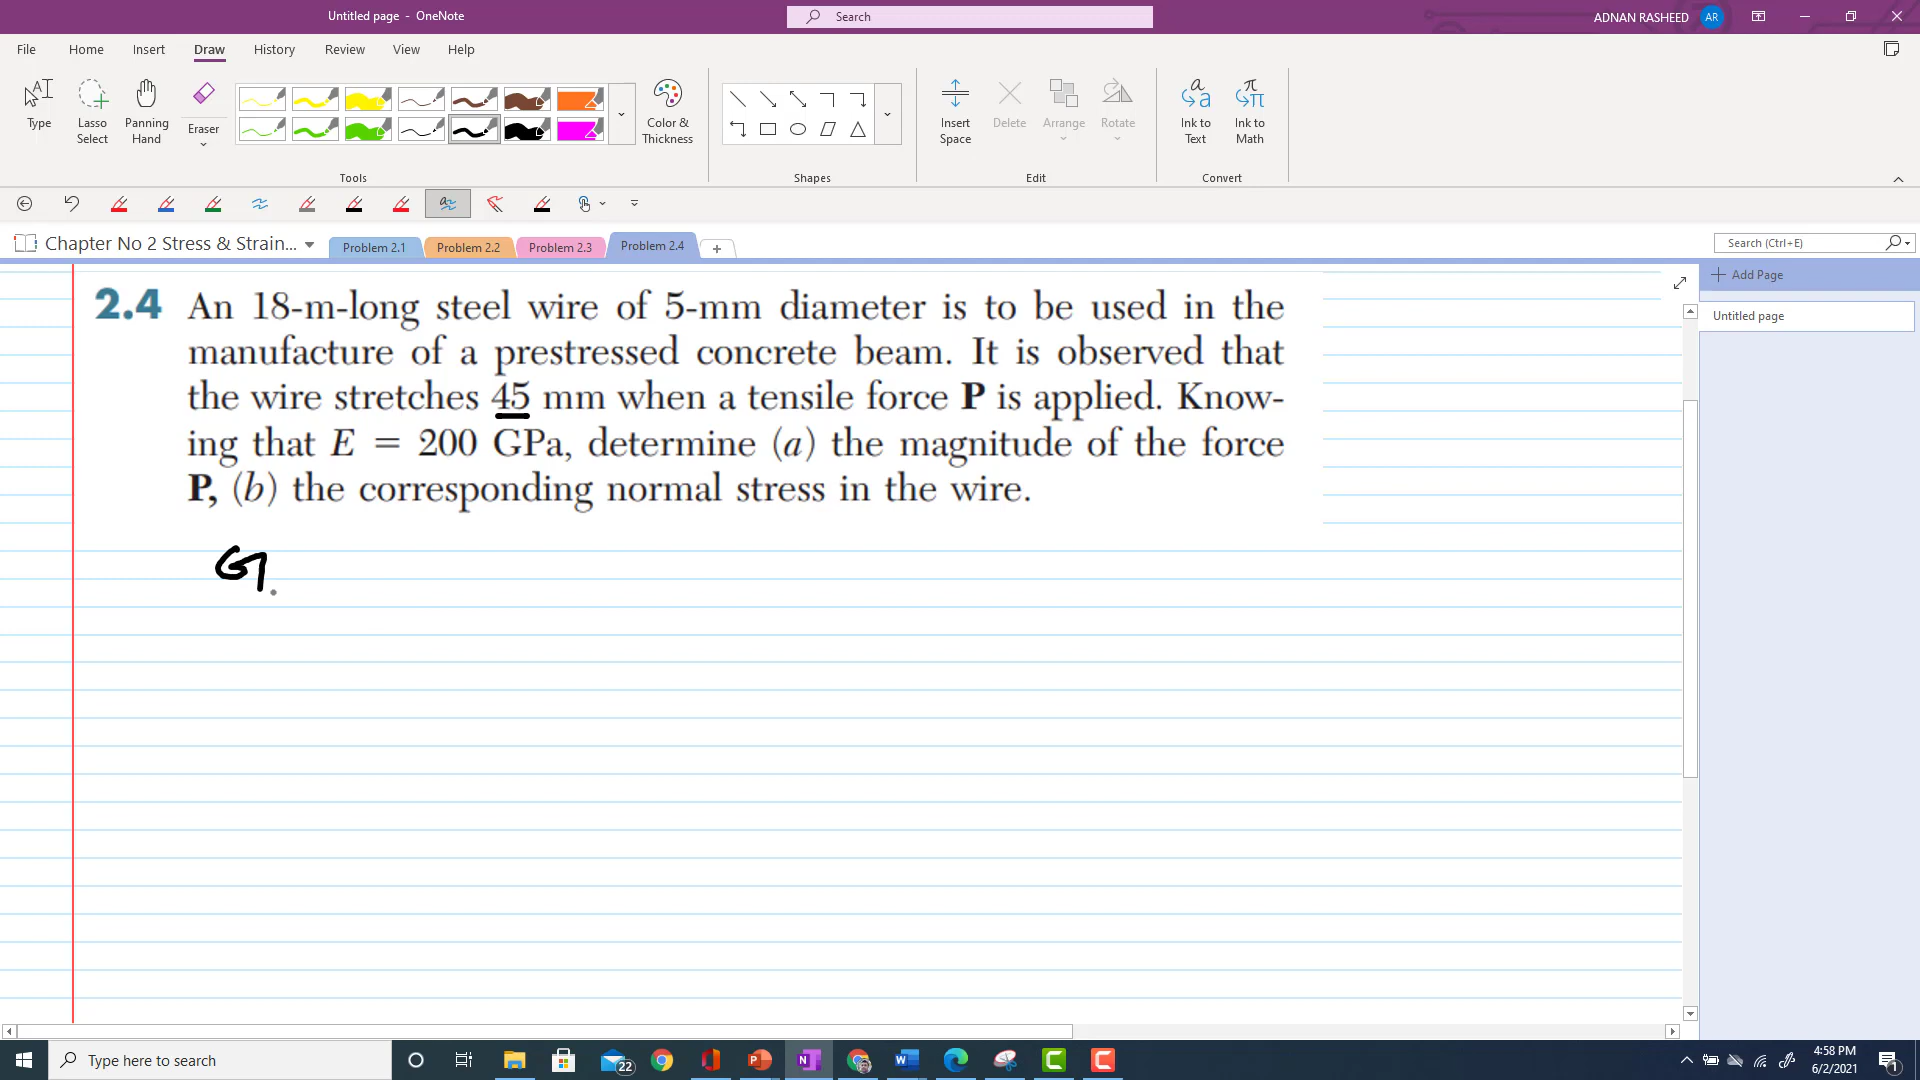 Untitled page - OneNote
Search
ADNAN RASHEED
AR
File Home Insert Draw History Review View Help
Type
Lasso Select
Panning Hand
Eraser
Color & Thickness
Insert Space
Delete
Arrange
Rotate
Ink to Text
Ink to Math
Tools
Shapes
Edit
Convert
Chapter No 2 Stress & Strain...
Problem 2.1
Problem 2.2
Problem 2.3
Problem 2.4
Search (Ctrl+E)
Add Page
Untitled page
2.4 An 18-m-long steel wire of 5-mm diameter is to be used in the
manufacture of a prestressed concrete beam. It is observed that
the wire stretches 45 mm when a tensile force P is applied. Know-
ing that E = 200 GPa, determine (a) the magnitude of the force
P, (b) the corresponding normal stress in the wire.
Type here to search
22
4:58 PM
6/2/2021
1